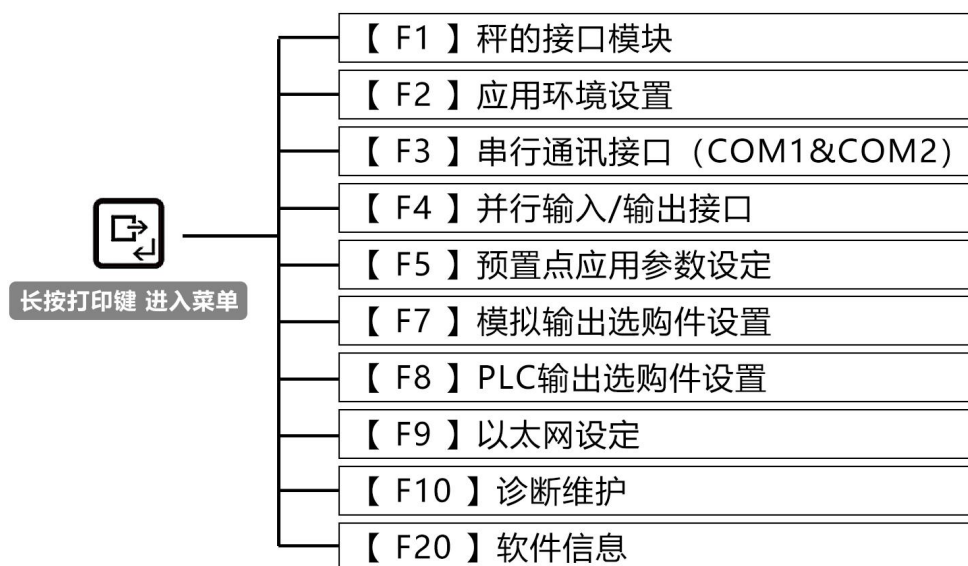 【 F1 】秤的接口模块
【 F2 】应用环境设置
【 F3 】串行通讯接口（COM1&COM2）
【 F4 】并行输入/输出接口
【 F5 】预置点应用参数设定
【 F7 】模拟输出选购件设置
【 F8 】PLC输出选购件设置
【 F9 】以太网设定
【 F10 】诊断维护
【 F20 】软件信息
长按打印键 进入菜单